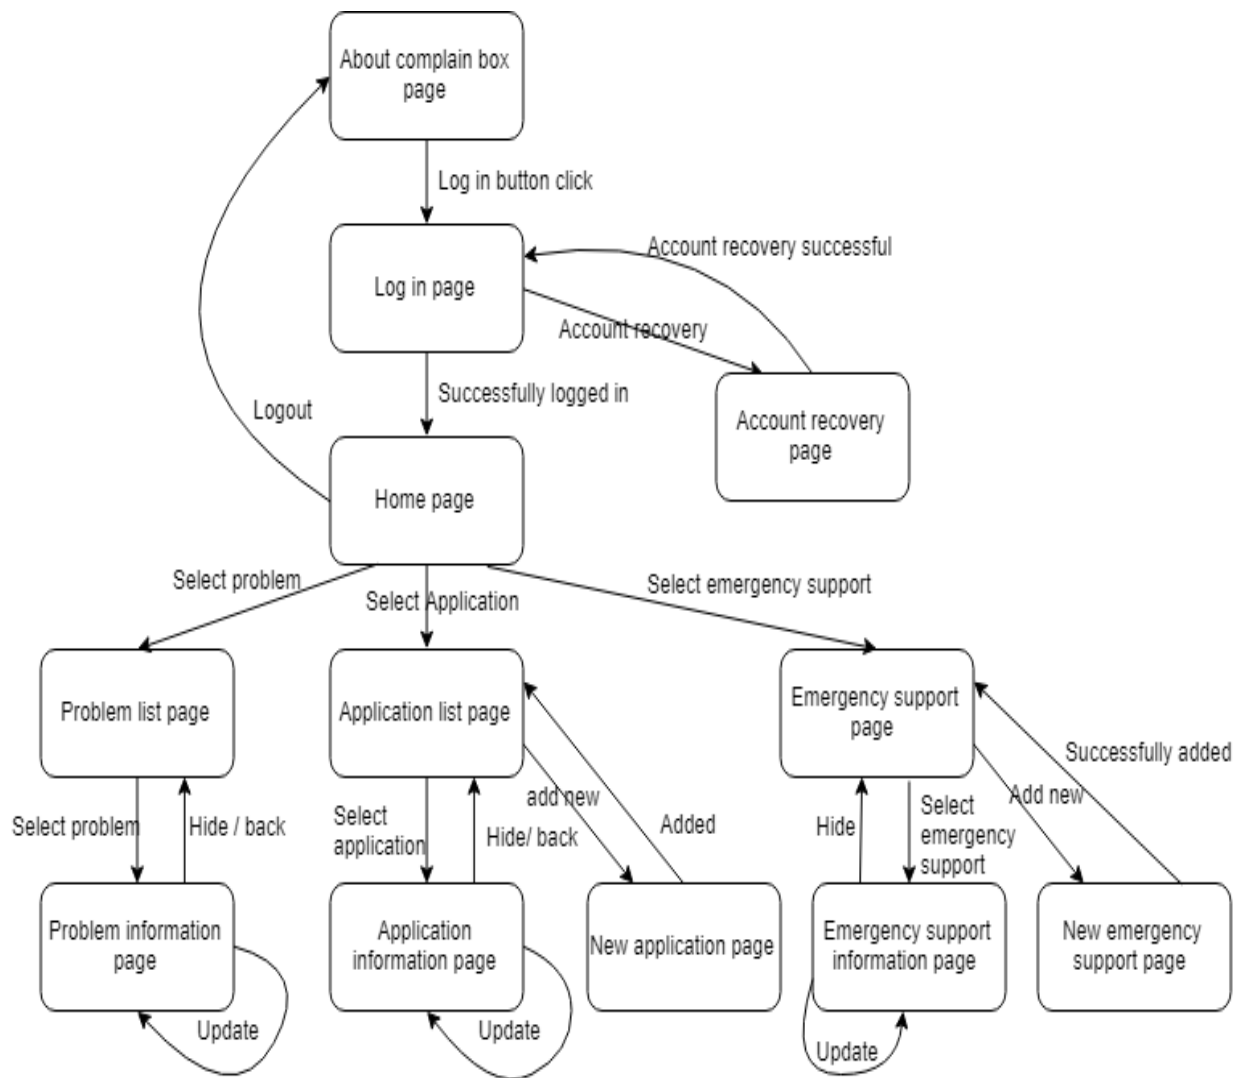 About complain box
page
Log in button click
Account recovery successful
Log in page
Account recovery
Successfully logged in
Logout
Account recovery
page
Home page
Select problem
Select Application
Select emergency support
Problem list page
Application list page
Emergency support
page
Successfully added
Select problem
Hide / back
Select
application
Hide/ back
add new
Added
Hide
Select
emergency
support
Add new
Problem information
page
Application
information page
New application page
Emergency support
information page
New emergency
support page
Update
Update
Update